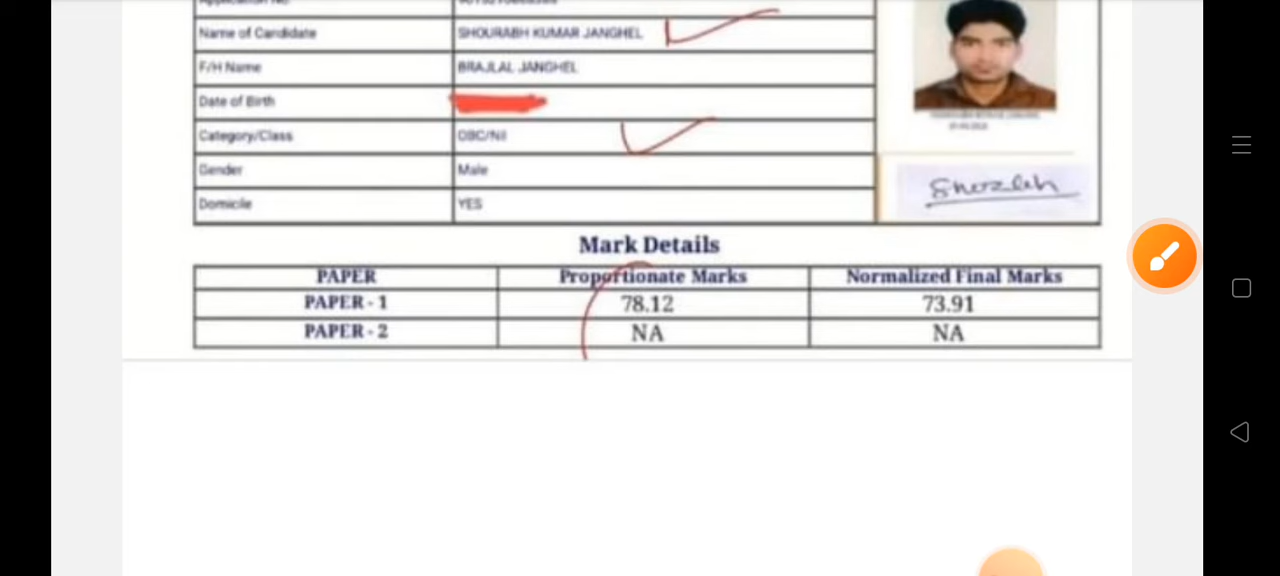 Name of Candidate SHOURABH KUMAR JANGHEL
F/H Name BRAJLAL JANGHEL
Date of Birth
Category/Class OBC/Nil
Gender Male
Domicile YES
Mark Details
PAPER Proportionate Marks Normalized Final Marks
PAPER - 1 78.12 73.91
PAPER - 2 NA NA